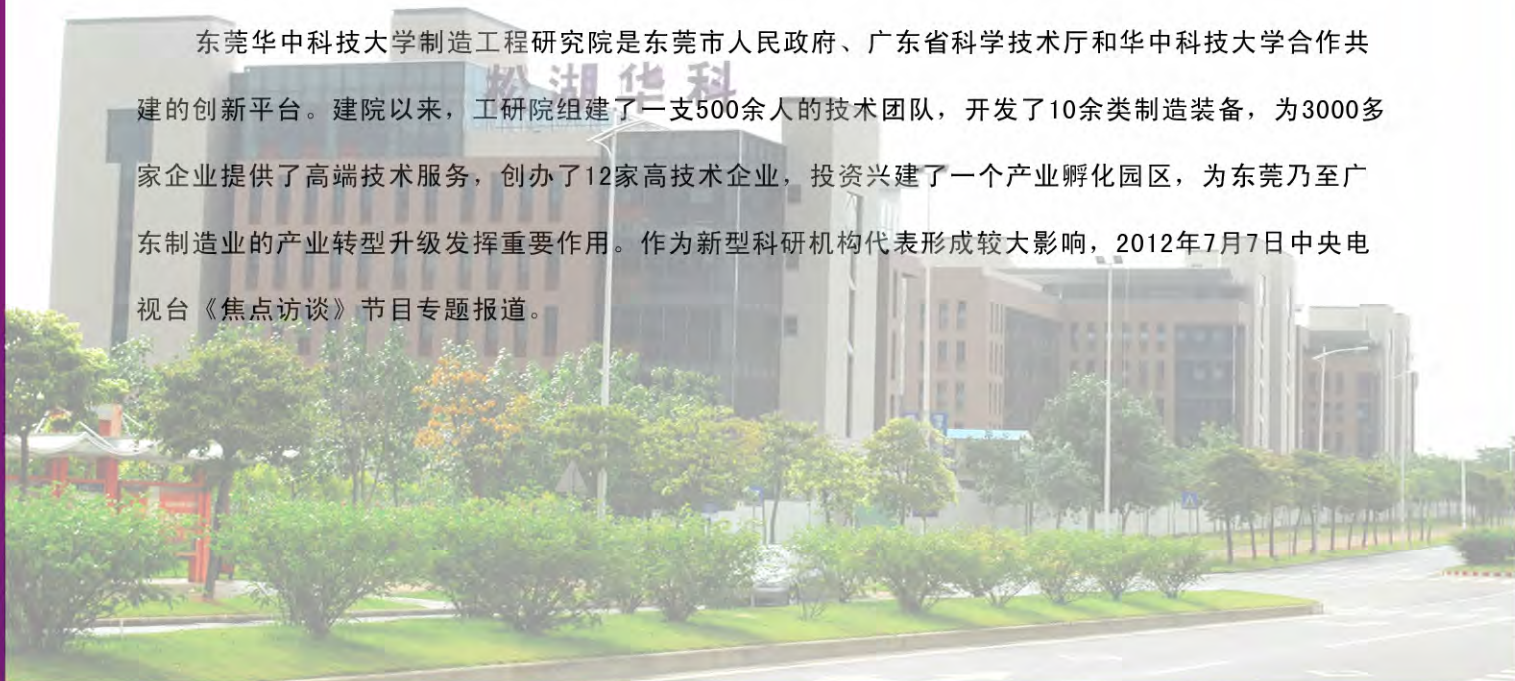 东莞华中科技大学制造工程研究院是东莞市人民政府、广东省科学技术厅和华中科技大学合作共
建的创新平台。建院以来，工研院组建了一支500余人的技术团队，开发了10余类制造装备，为3000多
家企业提供了高端技术服务，创办了12家高技术企业，投资兴建了一个产业孵化园区，为东莞乃至广
东制造业的产业转型升级发挥重要作用。作为新型科研机构代表形成较大影响，2012年7月7日中央电
视台《焦点访谈》节目专题报道。
松湖华科